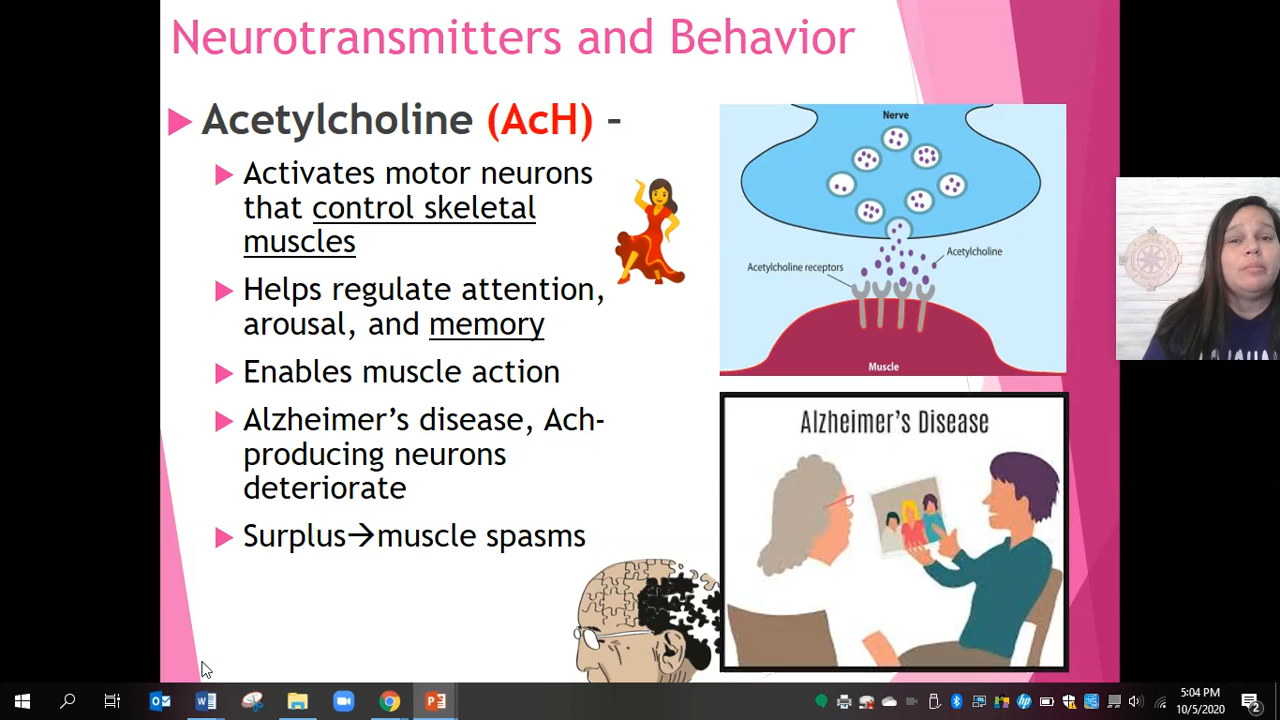 Neurotransmitters and Behavior
Acetylcholine (AcH) –
Activates motor neurons
that control skeletal
muscles
Helps regulate attention,
arousal, and memory
Enables muscle action
Alzheimer's disease, Ach-
producing neurons
deteriorate
Surplus→muscle spasms
Nerve
Acetylcholine
Acetylcholine receptors
Muscle
Alzheimer's Disease
5:04 PM
10/5/2020
2